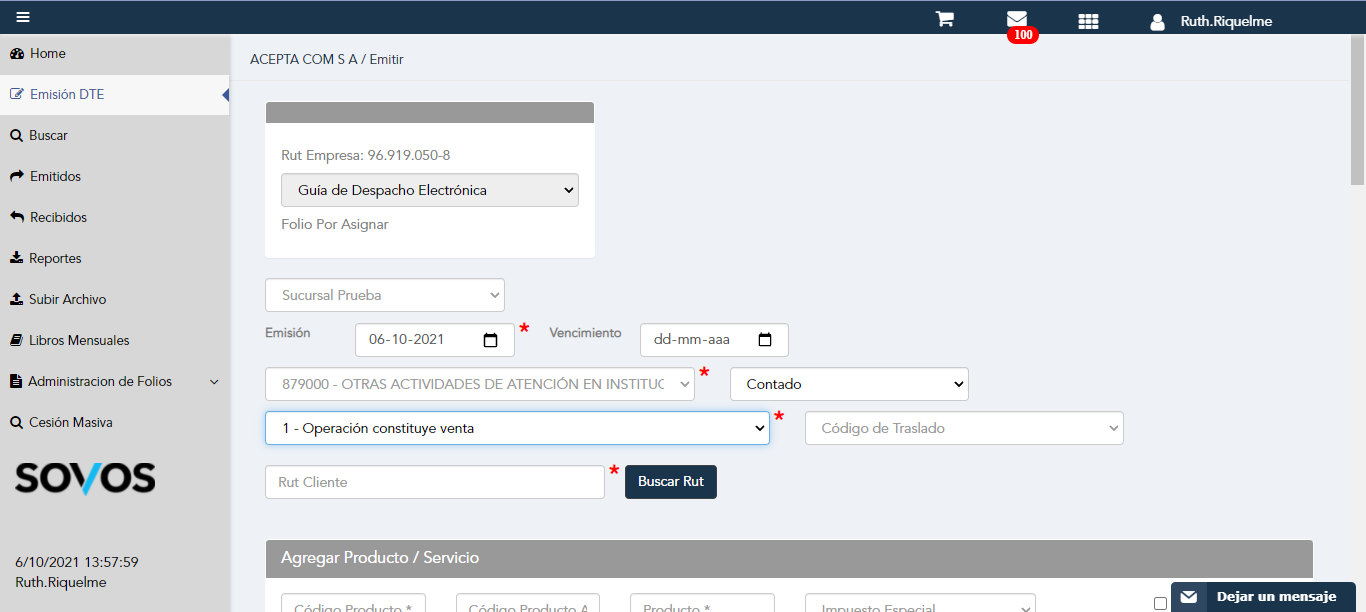 100
Ruth.Riquelme
Home
Emisión DTE
Buscar
Emitidos
Recibidos
Reportes
Subir Archivo
Libros Mensuales
Administracion de Folios
Cesión Masiva
SOVOS
6/10/2021 13:57:59
Ruth.Riquelme
ACEPTA COM S A / Emitir
Rut Empresa: 96.919.050-8
Guía de Despacho Electrónica
Folio Por Asignar
Sucursal Prueba
Emisión 06-10-2021 * Vencimiento dd-mm-aaa
879000 - OTRAS ACTIVIDADES DE ATENCIÓN EN INSTITUC * Contado
1 - Operación constituye venta * Código de Traslado
Rut Cliente * Buscar Rut
Agregar Producto / Servicio
Código Producto * Código Producto A Producto * Impuesto Especial
Dejar un mensaje